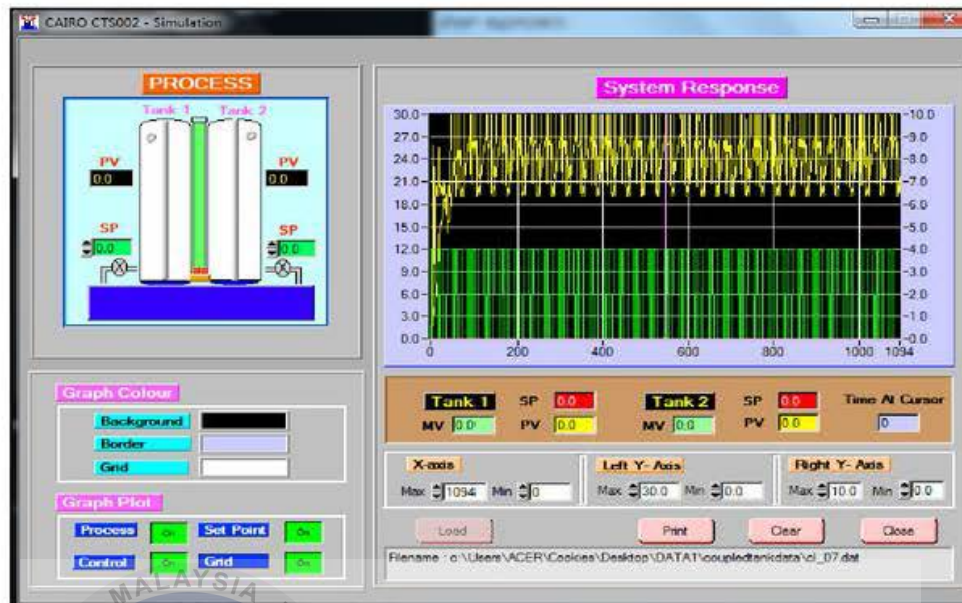 CAIRO CTS002 - Simulation
PROCESS
Tank 1 Tank 2
PV PV
0.0 0.0
SP SP
0.0 0.0
System Response
30.0 10.0
27.0 9.0
24.0 8.0
21.0 7.0
18.0 6.0
15.0 5.0
12.0 4.0
9.0 3.0
6.0 2.0
3.0 1.0
0.0 0.0
0 200 400 600 800 1000 1094
Tank 1 SP 0.0 Tank 2 SP 0.0 Time At Cursor
MV 0.0 PV 0.0 MV 0.0 PV 0.0 0
X-axis Left Y- Axis Right Y- Axis
Max 1094 Min 0 Max 30.0 Min 0.0 Max 10.0 Min 0.0
Load Print Clear Close
Filename : c:\Users\ACER\Cookies\Desktop\DATA1\coupledtankdata\cl_07.dat
Graph Colour
Background
Border
Grid
Graph Plot
Process On Set Point On
Control On Grid On
MALAYSIA